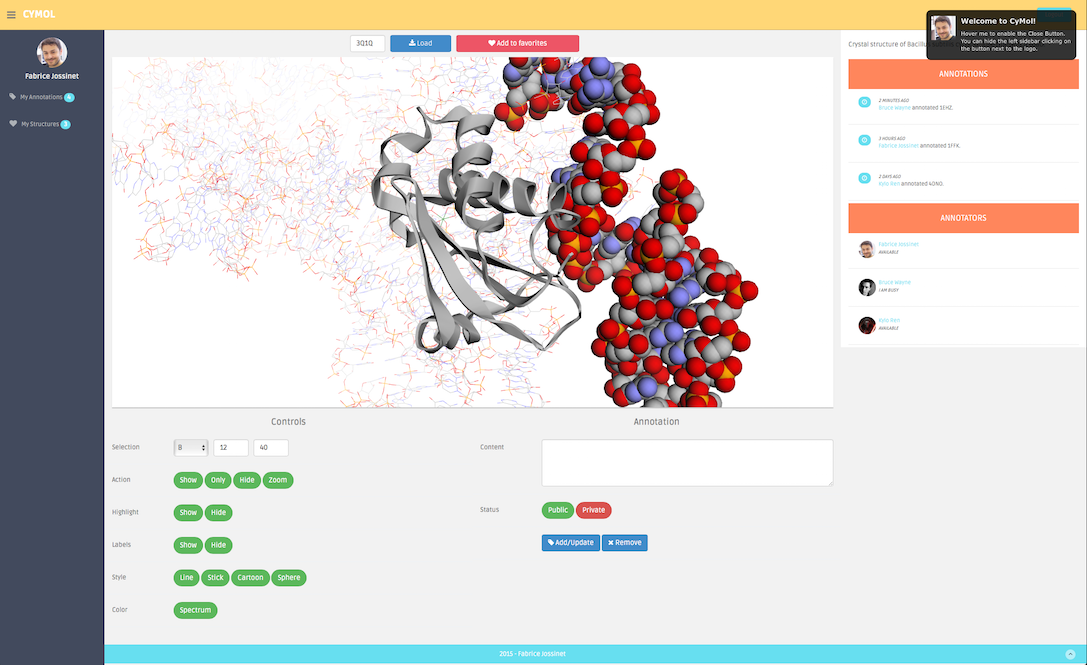 CYMOL
Welcome to CyMol!
Hover me to enable the Close Button.
You can hide the left sidebar clicking on
the button next to the logo.
Fabrice Jossinet
My Annotations 4
My Structures 3
3Q1Q
Load
Add to favorites
Crystal structure of Bacillus
ANNOTATIONS
2 MINUTES AGO
Bruce Wayne annotated 1EHZ.
3 HOURS AGO
Fabrice Jossinet annotated 1FFK.
2 DAYS AGO
Kylo Ren annotated 4QNO.
ANNOTATORS
Fabrice Jossinet
AVAILABLE
Bruce Wayne
I AM BUSY
Kylo Ren
AVAILABLE
Controls
Selection
B
12
40
Action
Show
Only
Hide
Zoom
Highlight
Show
Hide
Labels
Show
Hide
Style
Line
Stick
Cartoon
Sphere
Color
Spectrum
Annotation
Content
Status
Public
Private
Add/Update
Remove
2015 - Fabrice Jossinet